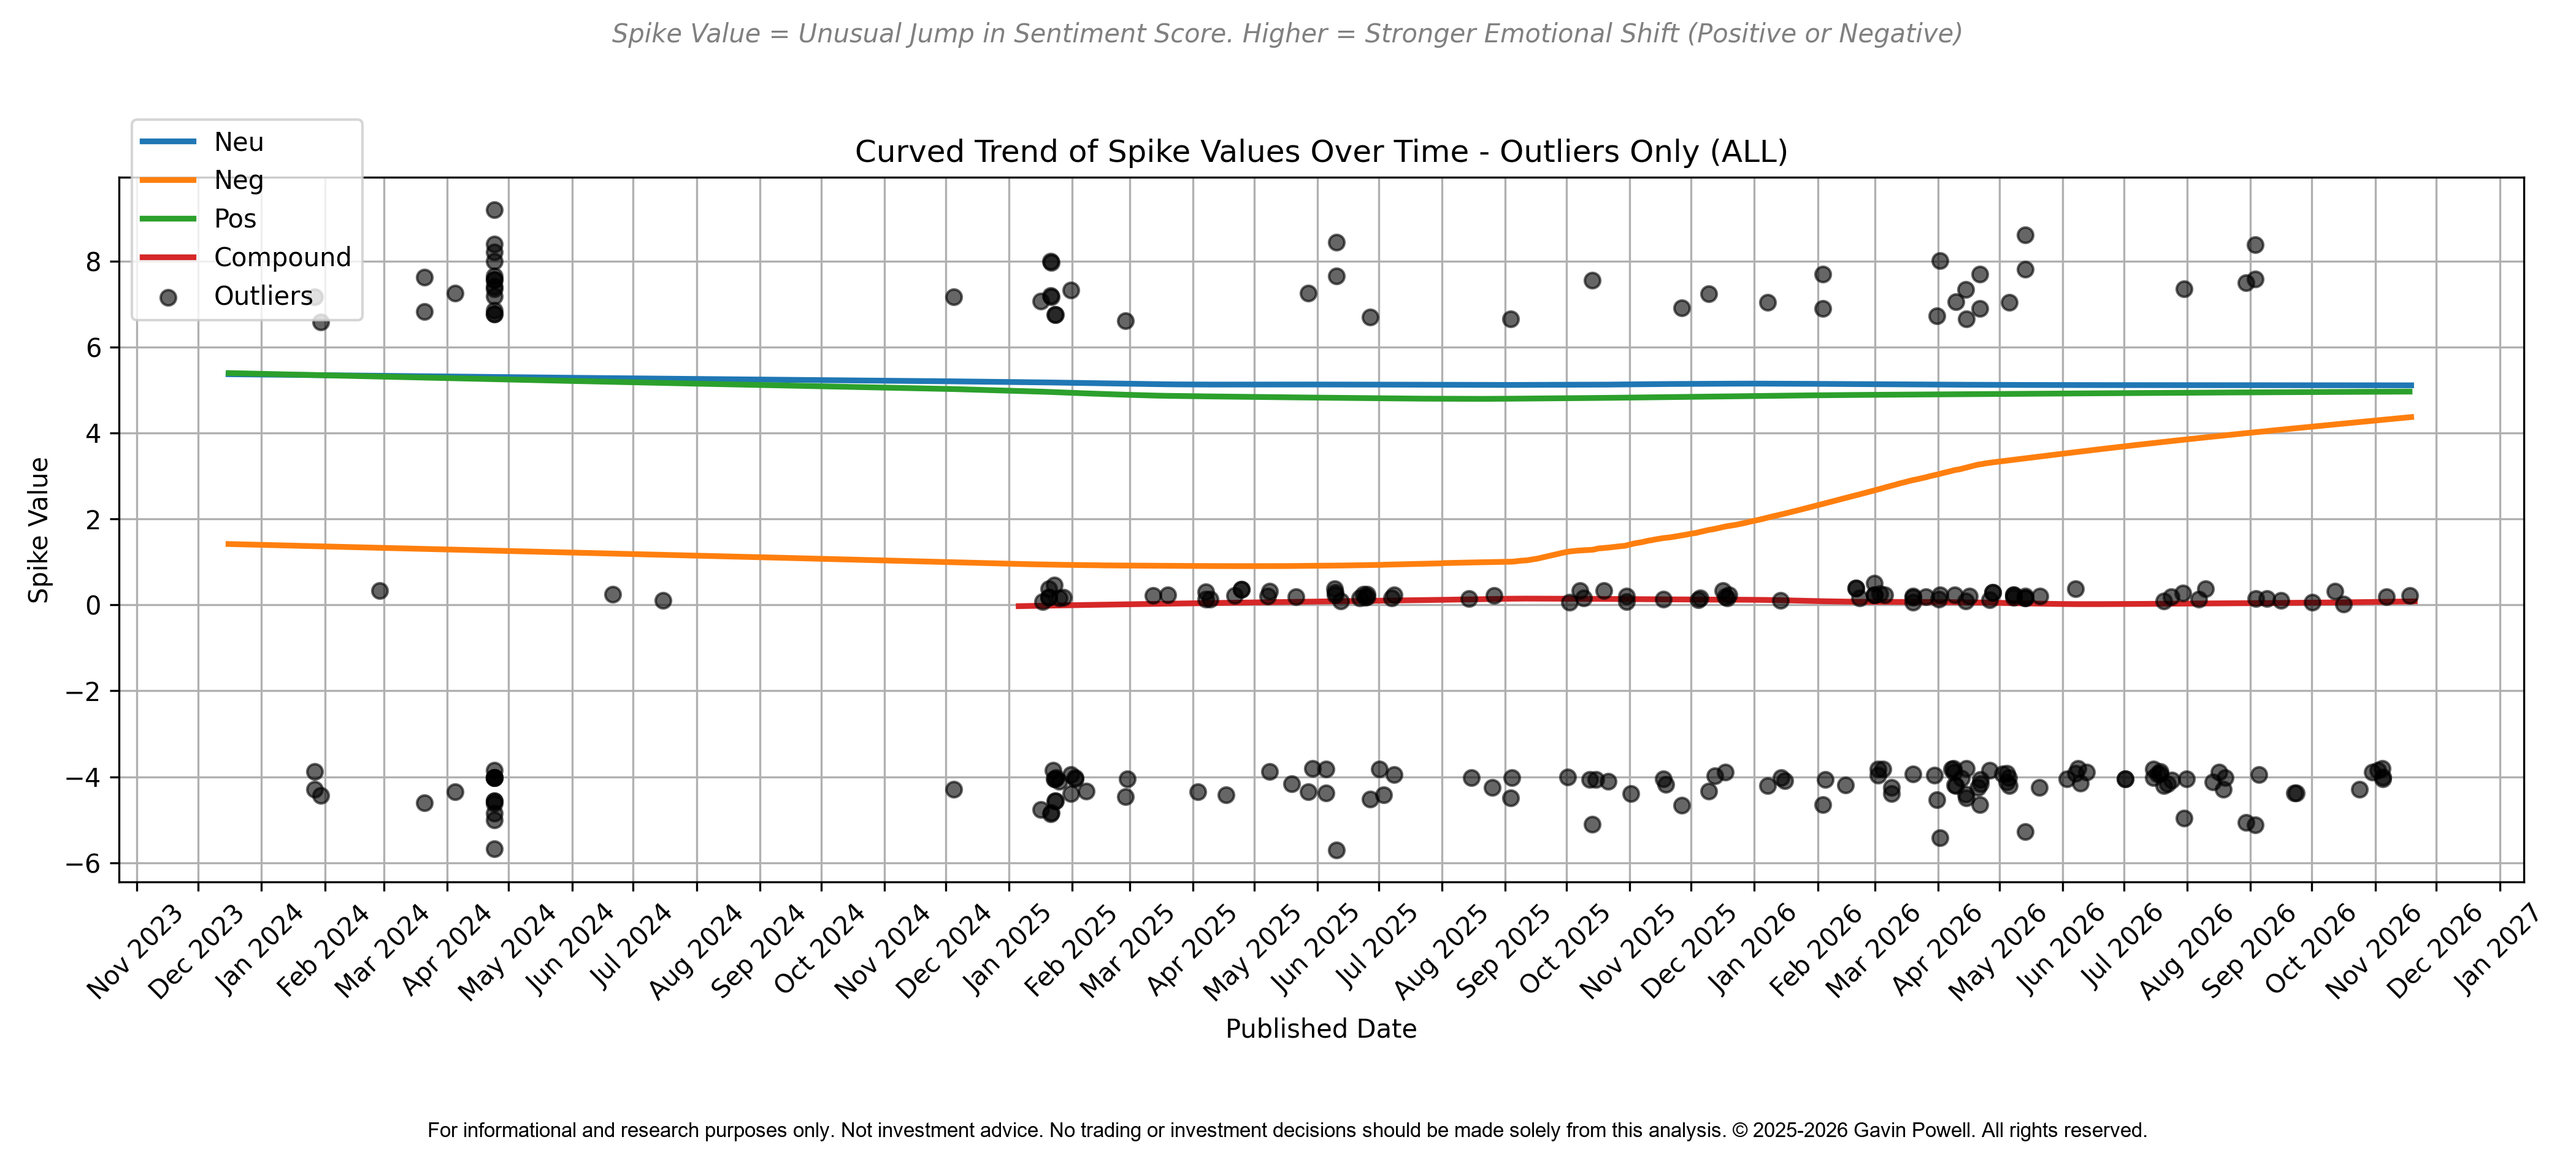 Spike Value = Unusual Jump in Sentiment Score. Higher = Stronger Emotional Shift (Positive or Negative)
Curved Trend of Spike Values Over Time - Outliers Only (ALL)
Neu
Neg
Pos
Compound
Outliers
Spike Value
8
6
4
2
0
−2
−4
−6
Nov 2023
Dec 2023
Jan 2024
Feb 2024
Mar 2024
Apr 2024
May 2024
Jun 2024
Jul 2024
Aug 2024
Sep 2024
Oct 2024
Nov 2024
Dec 2024
Jan 2025
Feb 2025
Mar 2025
Apr 2025
May 2025
Jun 2025
Jul 2025
Aug 2025
Sep 2025
Oct 2025
Nov 2025
Dec 2026
Jan 2026
Feb 2026
Mar 2026
Apr 2026
May 2026
Jun 2026
Jul 2026
Aug 2026
Sep 2026
Oct 2026
Nov 2026
Dec 2026
Jan 2027
Published Date
For informational and research purposes only. Not investment advice. No trading or investment decisions should be made solely from this analysis. © 2025-2026 Gavin Powell. All rights reserved.